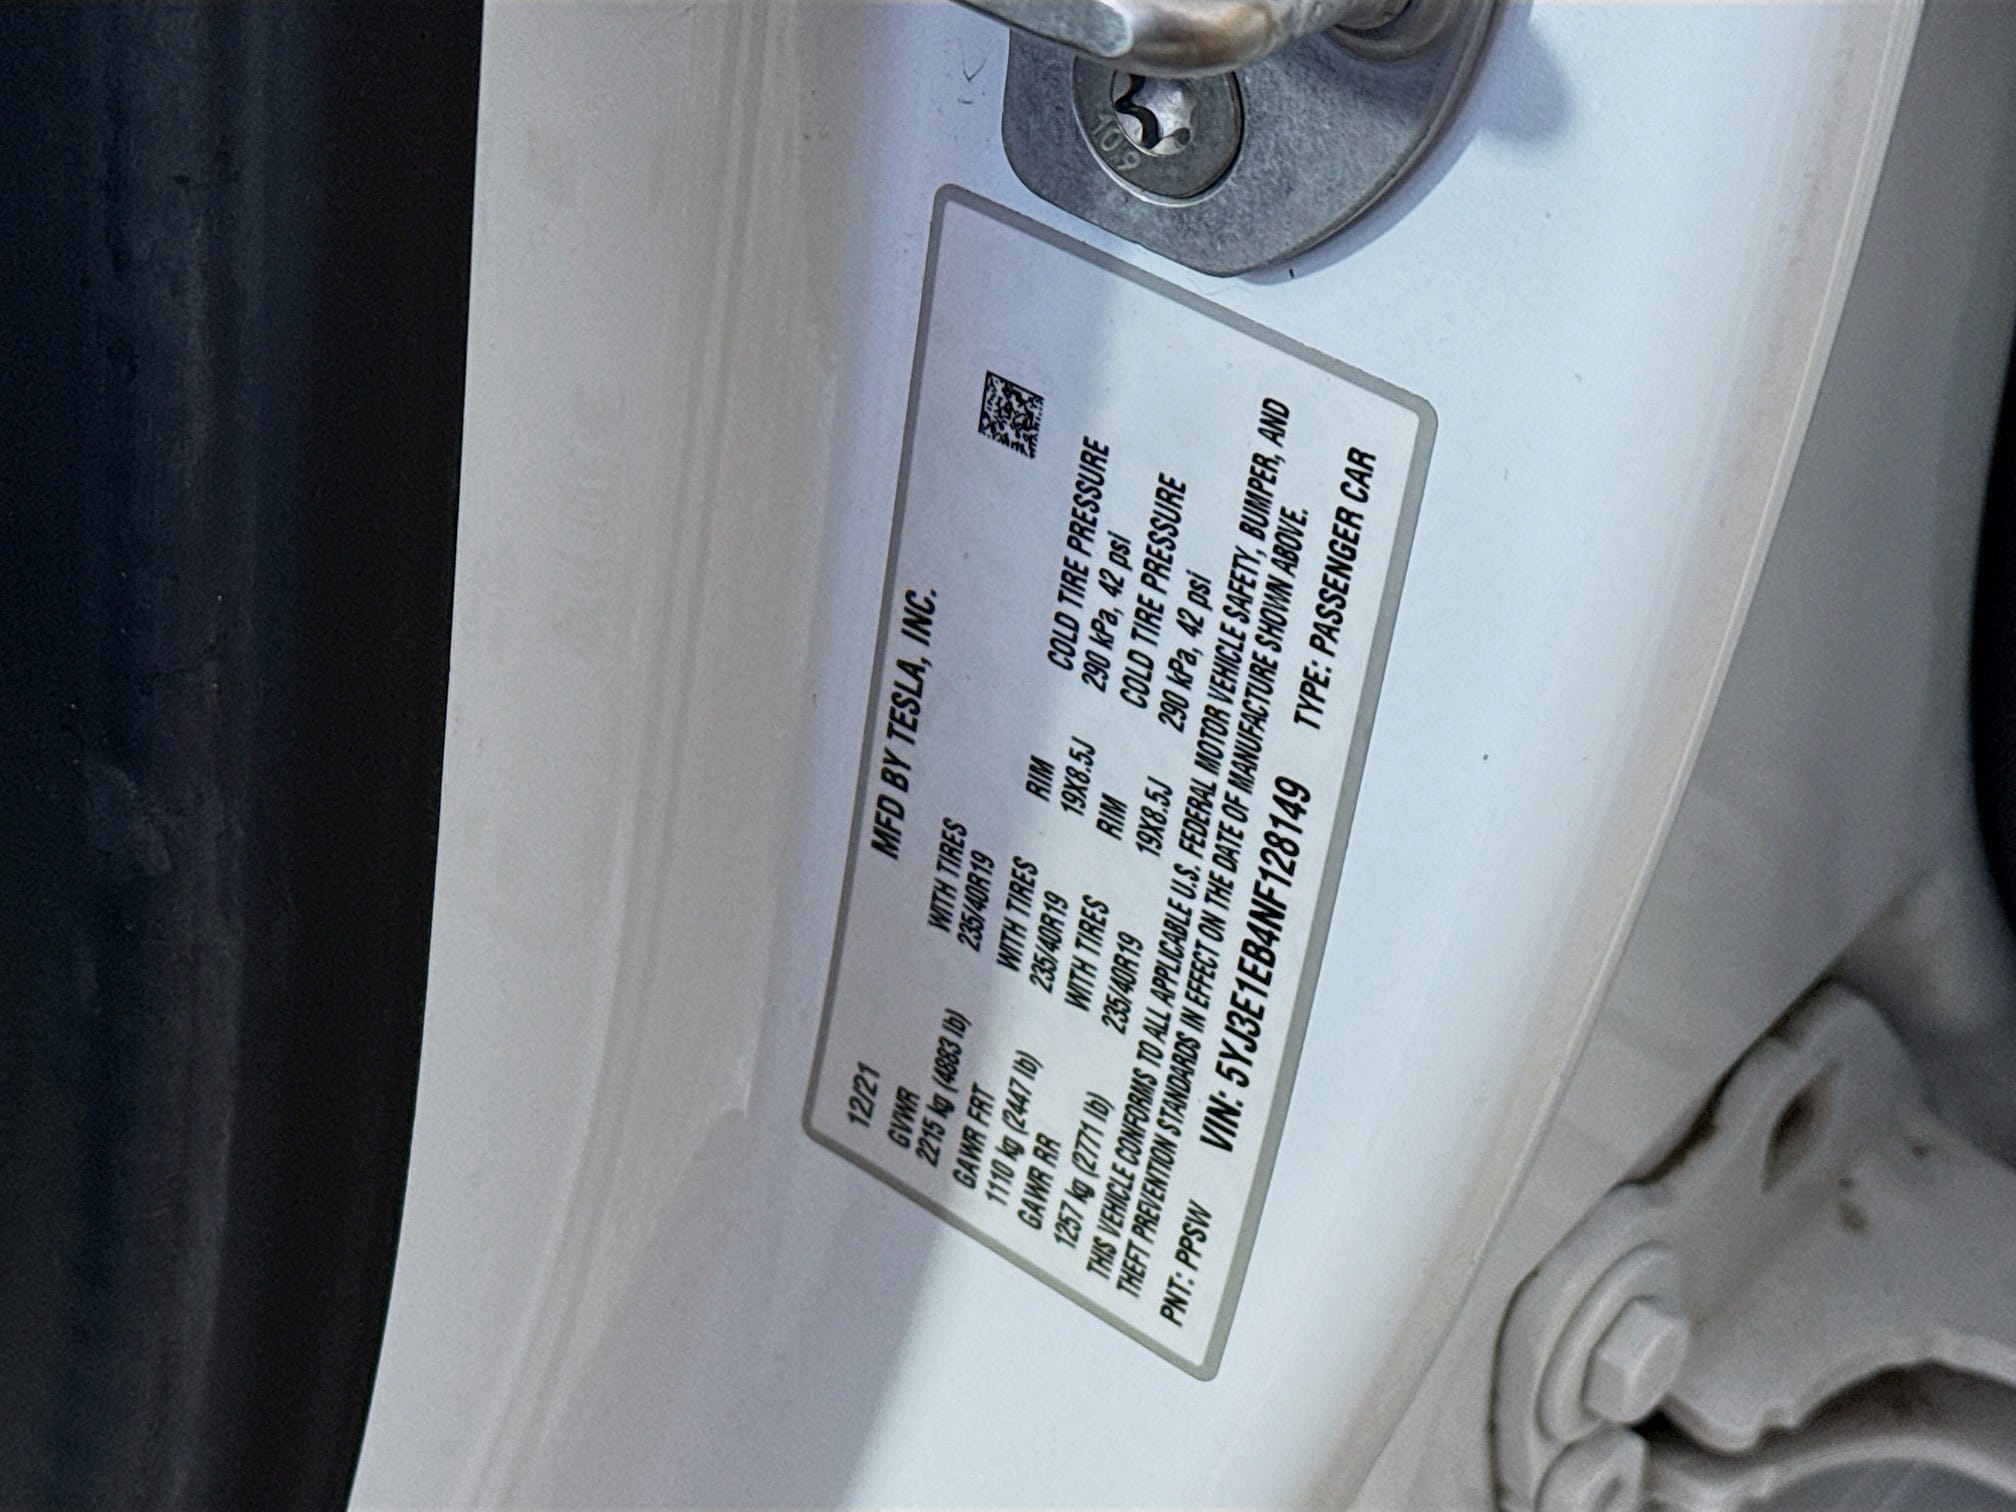 10.9
12/21 MFD BY TESLA, INC.
GVWR WITH TIRES
2215 kg (4883 lb) 235/40R19
GAWR FRT WITH TIRES RIM COLD TIRE PRESSURE
1110 kg (2447 lb) 235/40R19 19X8.5J 290 kPa, 42 psi
GAWR RR WITH TIRES RIM COLD TIRE PRESSURE
1257 kg (2771 lb) 235/40R19 19X8.5J 290 kPa, 42 psi
THIS VEHICLE CONFORMS TO ALL APPLICABLE U.S. FEDERAL MOTOR VEHICLE SAFETY, BUMPER, AND
THEFT PREVENTION STANDARDS IN EFFECT ON THE DATE OF MANUFACTURE SHOWN ABOVE.
PNT: PPSW VIN: 5YJ3E1EB4NF128149 TYPE: PASSENGER CAR